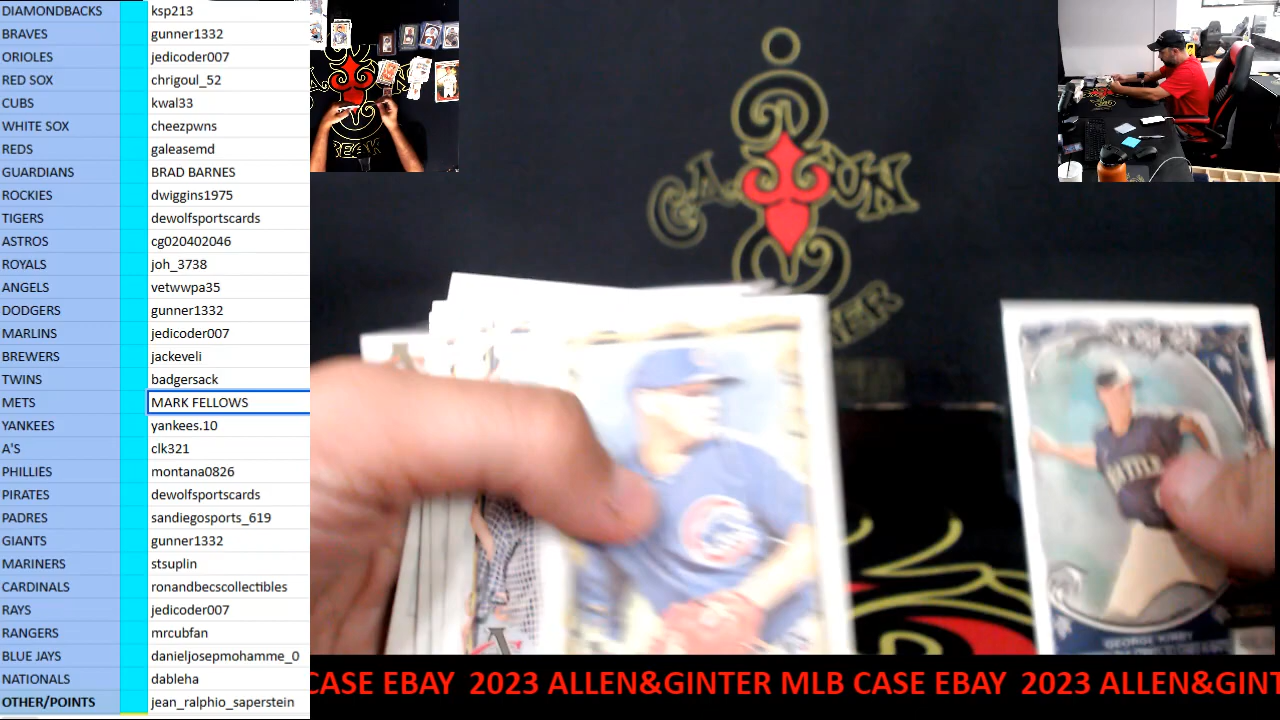 DIAMONDBACKS ksp213
BRAVES gunner1332
ORIOLES jedicoder007
RED SOX chrigoul_52
CUBS kwal33
WHITE SOX cheezpwns
REDS galeasemd
GUARDIANS BRAD BARNES
ROCKIES dwiggins1975
TIGERS dewolfsportscards
ASTROS cg020402046
ROYALS joh_3738
ANGELS vetwwpa35
DODGERS gunner1332
MARLINS jedicoder007
BREWERS jackeveli
TWINS badgersack
METS MARK FELLOWS
YANKEES yankees.10
A'S clk321
PHILLIES montana0826
PIRATES dewolfsportscards
PADRES sandiegosports_619
GIANTS gunner1332
MARINERS stsuplin
CARDINALS ronandbecscollectibles
RAYS jedicoder007
RANGERS mrcubfan
BLUE JAYS danieljosepmohamme_0
NATIONALS dableha
OTHER/POINTS jean_ralphio_saperstein
GEORGE KIRBY
CASE EBAY 2023 ALLEN&GINTER MLB CASE EBAY 2023 ALLEN&GINT